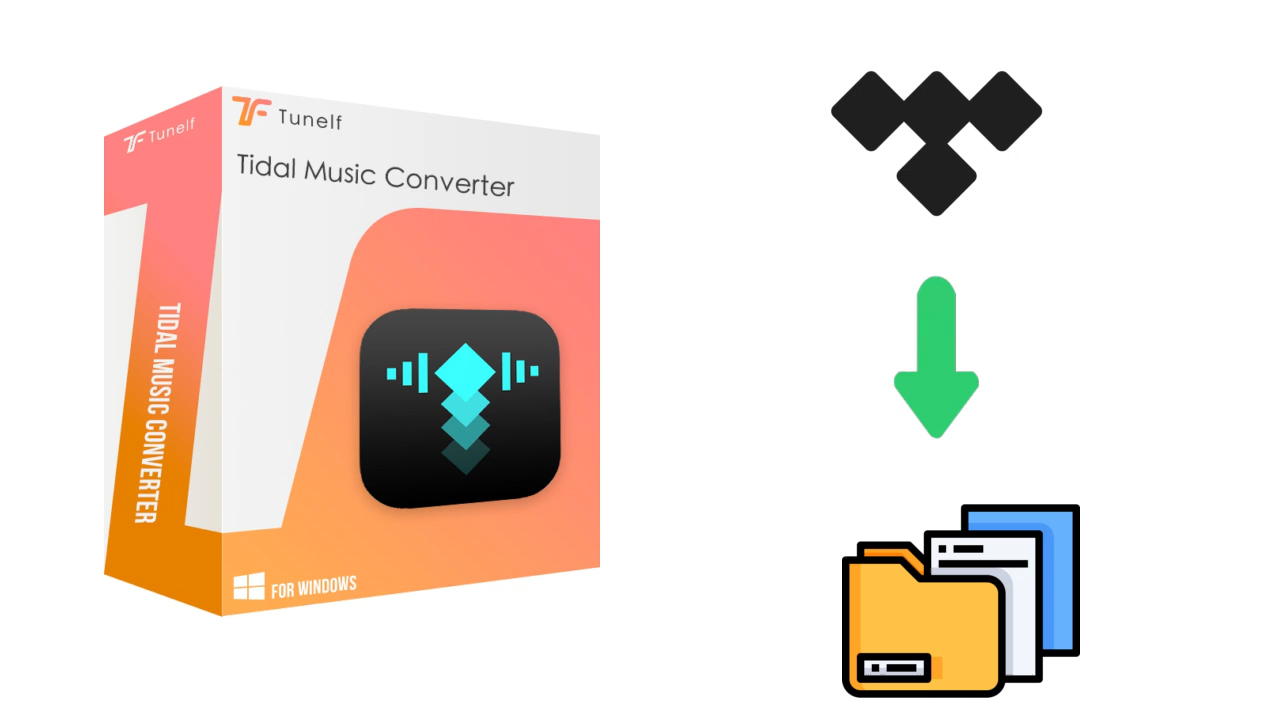 Tunelf
TIDAL MUSIC CONVERTER
Tunelf
Tidal Music Converter
FOR WINDOWS